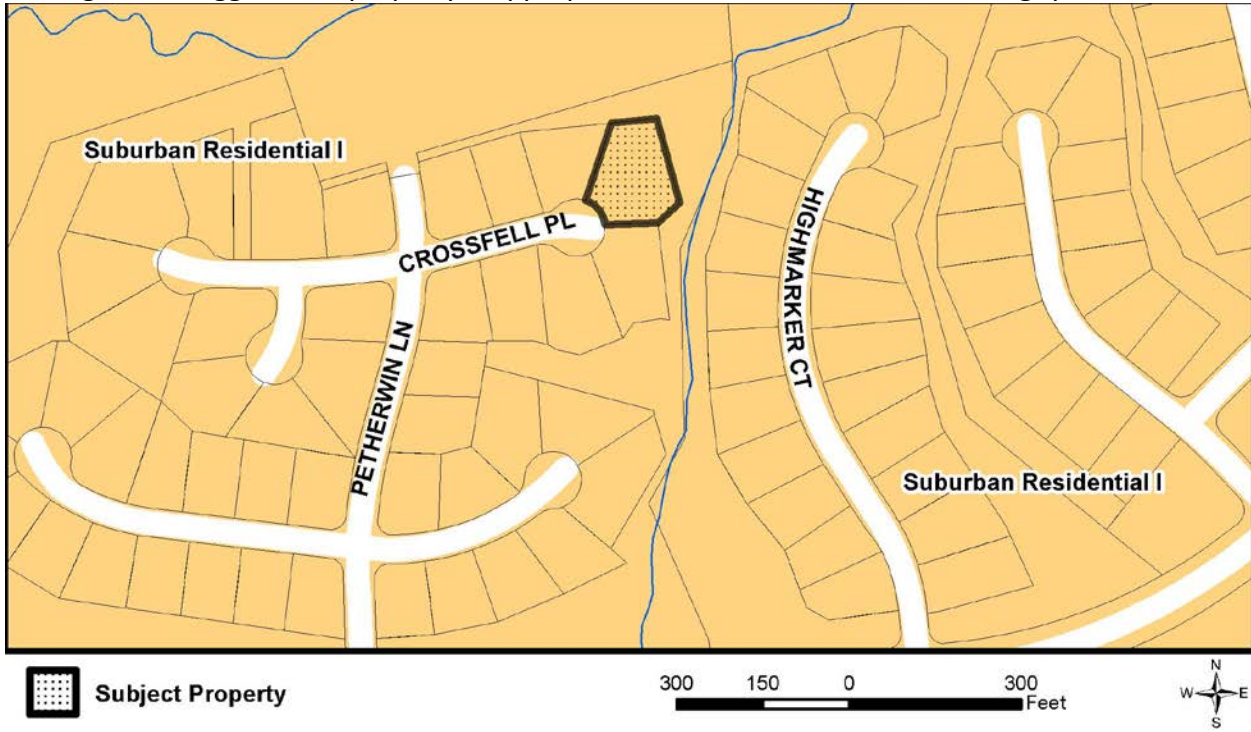 Suburban Residential I
CROSSFELL PL
HIGHMARKER CT
PETHERWIN LN
Suburban Residential I
Subject Property
300 150 0 300
Feet
N
W E
S